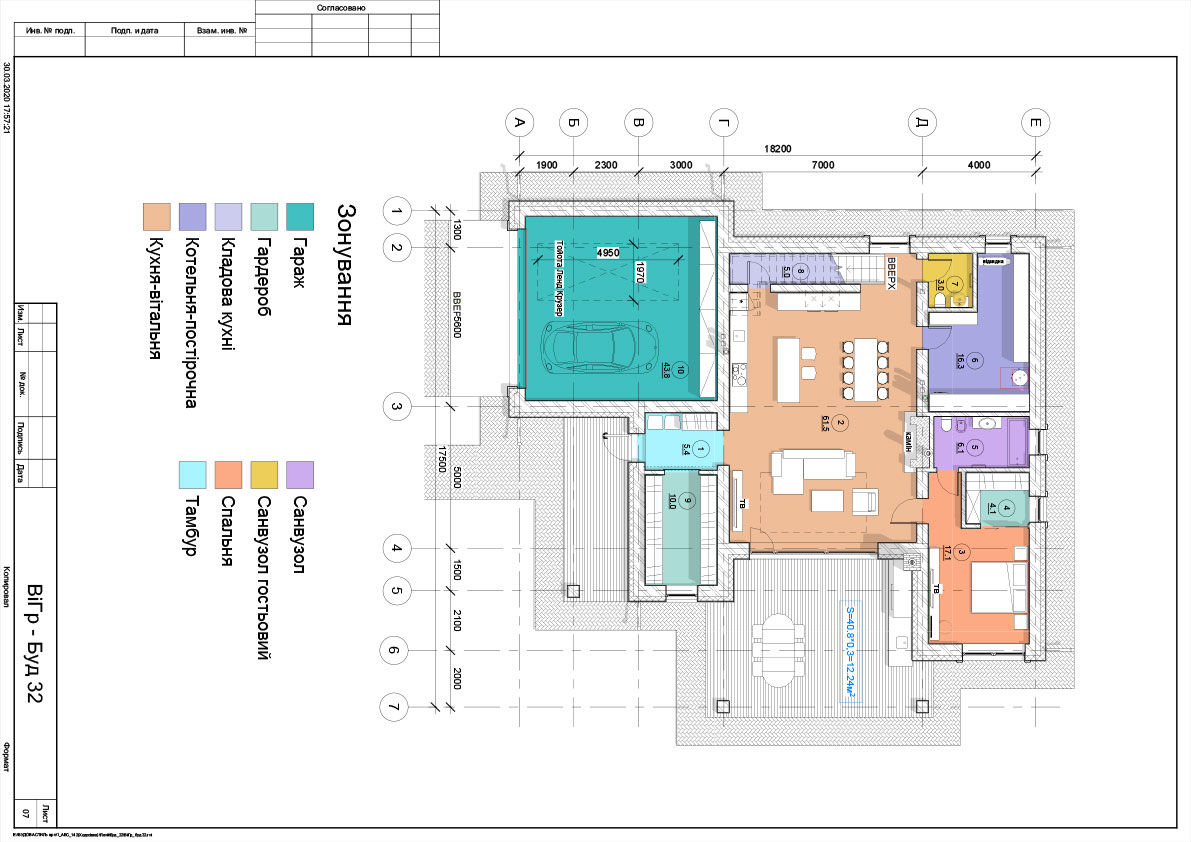 Согласовано
Инв. № подл.
Подп. и дата
Взам. инв. №
30.03.2020 17:57:21
А
Б
В
Г
Д
Е
18200
1900
2300
3000
7000
4000
1
2
3
4
5
6
7
1300
5600
5000
1500
2100
2000
17500
Зонування
Гараж
Гардероб
Кладова кухні
Котельня-постірочна
Кухня-вітальня
Санвузол
Санвузол гостьовий
Спальня
Тамбур
Тойота Ленд Крузер
4950
1970
10
43.8
8
5.0
ВВЕРХ
7
3.0
6
16.3
2
61.5
камін
5
6.1
1
5.4
9
10.0
ТВ
4
4.1
3
17.1
ТВ
S=40,8*0,3=12,24м²
Изм.
Лист
№ док.
Подпись
Дата
ВіГр - Буд 32
Лист
07
Копировал
Формат